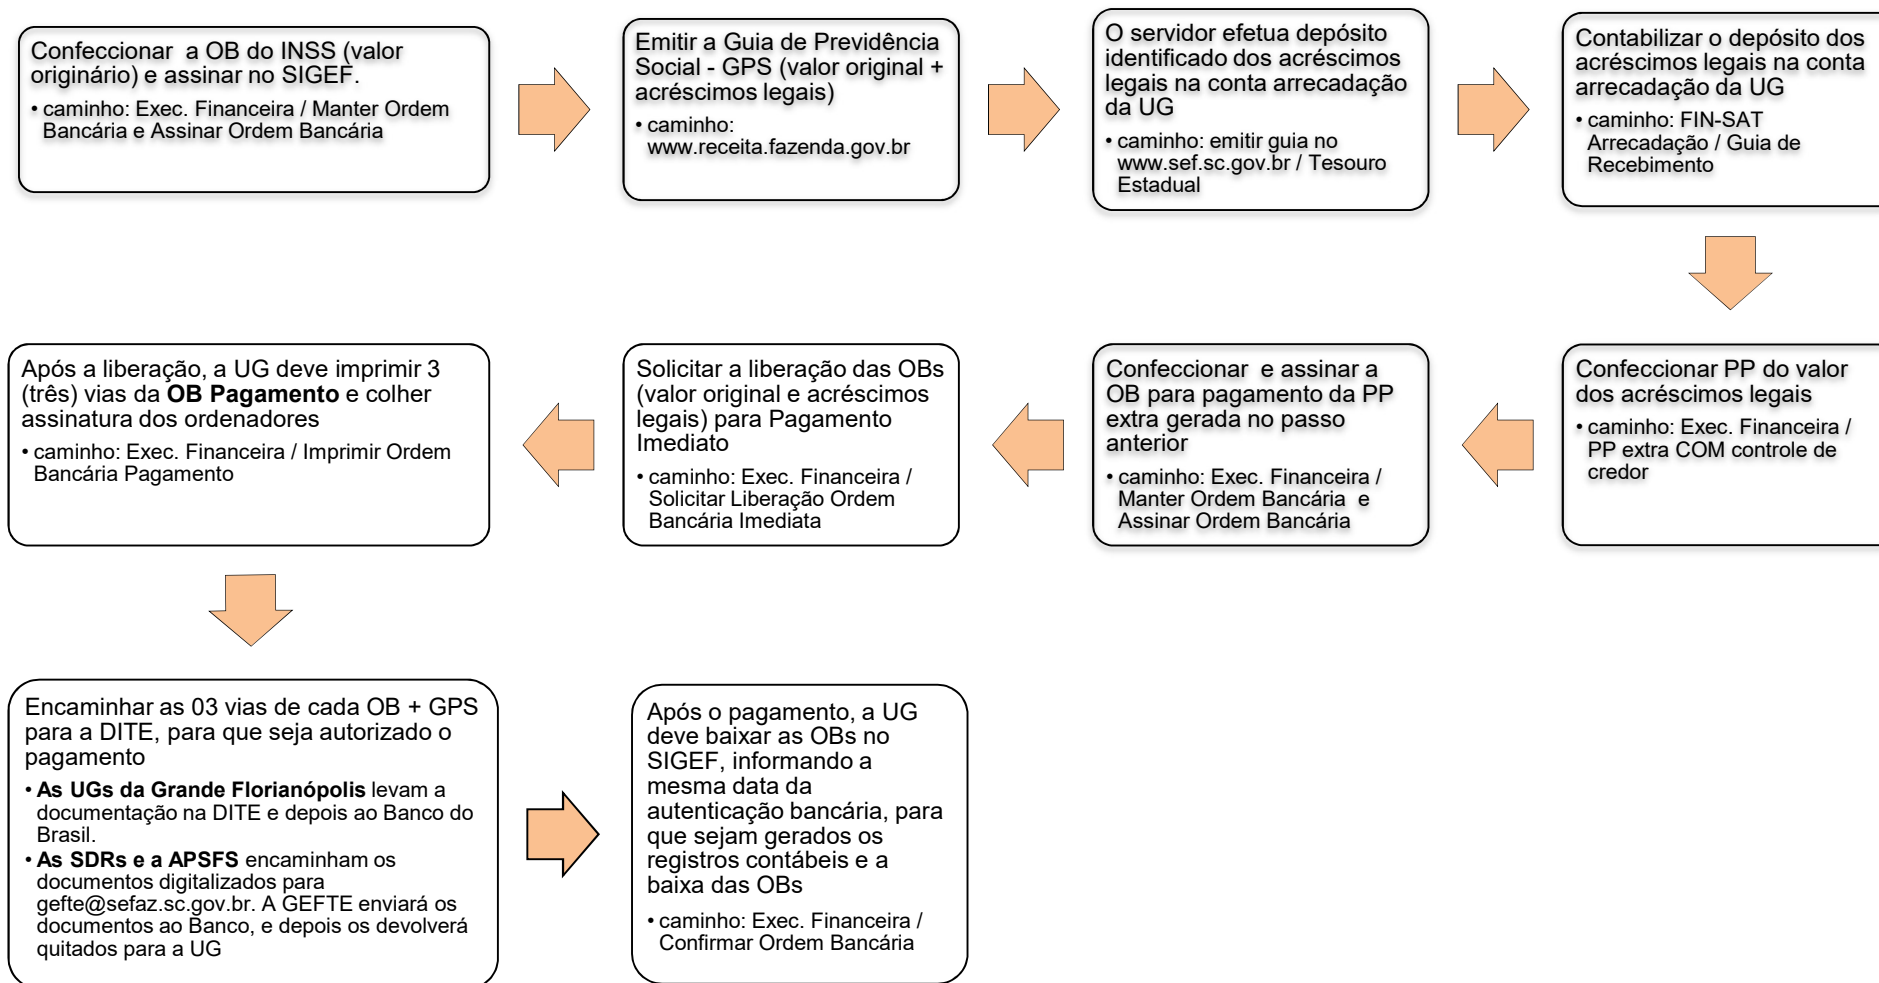 Confeccionar  a OB do INSS (valor
originário) e assinar no SIGEF.
• caminho: Exec. Financeira / Manter Ordem
Bancária e Assinar Ordem Bancária
Emitir a Guia de Previdência
Social - GPS (valor original +
acréscimos legais)
• caminho:
www.receita.fazenda.gov.br
O servidor efetua depósito
identificado dos acréscimos
legais na conta arrecadação
da UG
• caminho: emitir guia no
www.sef.sc.gov.br / Tesouro
Estadual
Contabilizar o depósito dos
acréscimos legais na conta
arrecadação da UG
• caminho: FIN-SAT
Arrecadação / Guia de
Recebimento
Confeccionar PP do valor
dos acréscimos legais
• caminho: Exec. Financeira /
PP extra COM controle de
credor
Confeccionar  e assinar a
OB para pagamento da PP
extra gerada no passo
anterior
• caminho: Exec. Financeira /
Manter Ordem Bancária  e
Assinar Ordem Bancária
Solicitar a liberação das OBs
(valor original e acréscimos
legais) para Pagamento
Imediato
• caminho: Exec. Financeira /
Solicitar Liberação Ordem
Bancária Imediata
Após a liberação, a UG deve imprimir 3
(três) vias da OB Pagamento e colher
assinatura dos ordenadores
• caminho: Exec. Financeira / Imprimir Ordem
Bancária Pagamento
Encaminhar as 03 vias de cada OB + GPS
para a DITE, para que seja autorizado o
pagamento
• As UGs da Grande Florianópolis levam a
documentação na DITE e depois ao Banco do
Brasil.
• As SDRs e a APSFS encaminham os
documentos digitalizados para
gefte@sefaz.sc.gov.br. A GEFTE enviará os
documentos ao Banco, e depois os devolverá
quitados para a UG
Após o pagamento, a UG
deve baixar as OBs no
SIGEF, informando a
mesma data da
autenticação bancária, para
que sejam gerados os
registros contábeis e a
baixa das OBs
• caminho: Exec. Financeira /
Confirmar Ordem Bancária